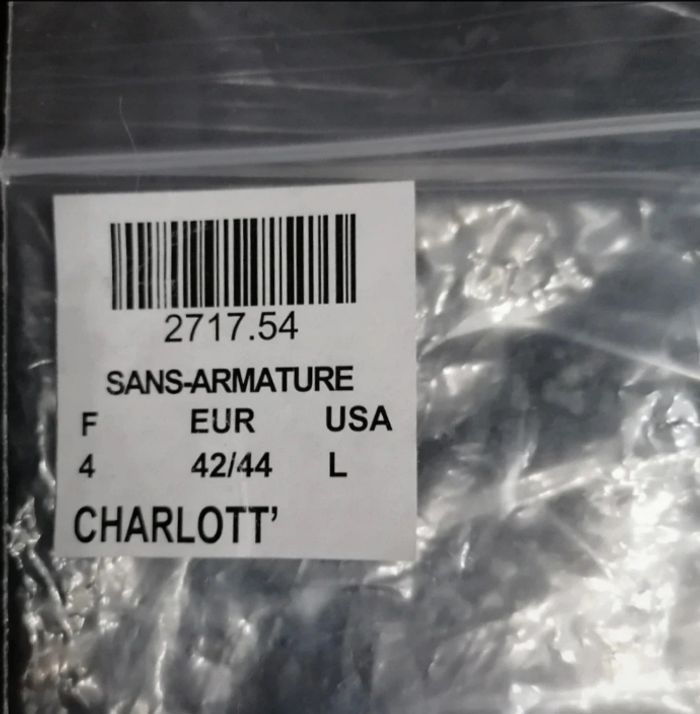 2717.54
SANS-ARMATURE
F EUR USA
4 42/44 L
CHARLOTT'